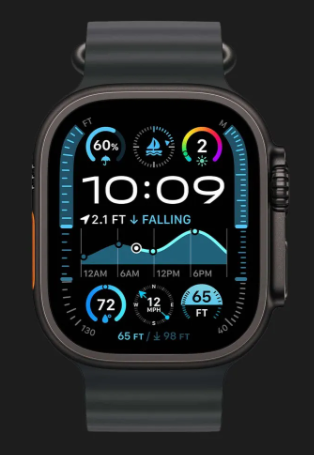 FT M
60% 2
10:09
2.1 FT ↓ FALLING
12AM 6AM 12PM 6PM
72 N W 12 E MPH S 65 FT
130 65 FT / ⤓ 98 FT 40